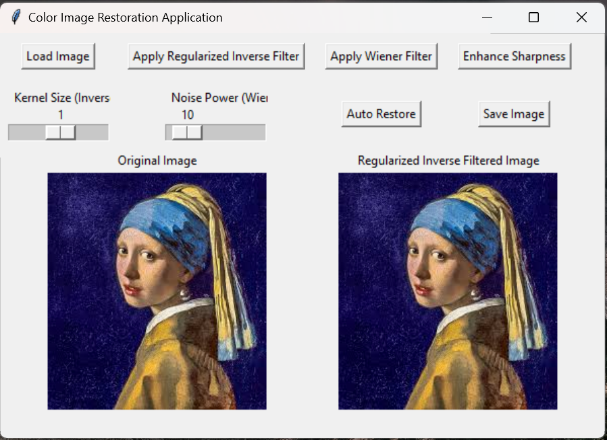 Color Image Restoration Application
Load Image
Apply Regularized Inverse Filter
Apply Wiener Filter
Enhance Sharpness
Kernel Size (Invers
Noise Power (Wier
1
10
Auto Restore
Save Image
Original Image
Regularized Inverse Filtered Image